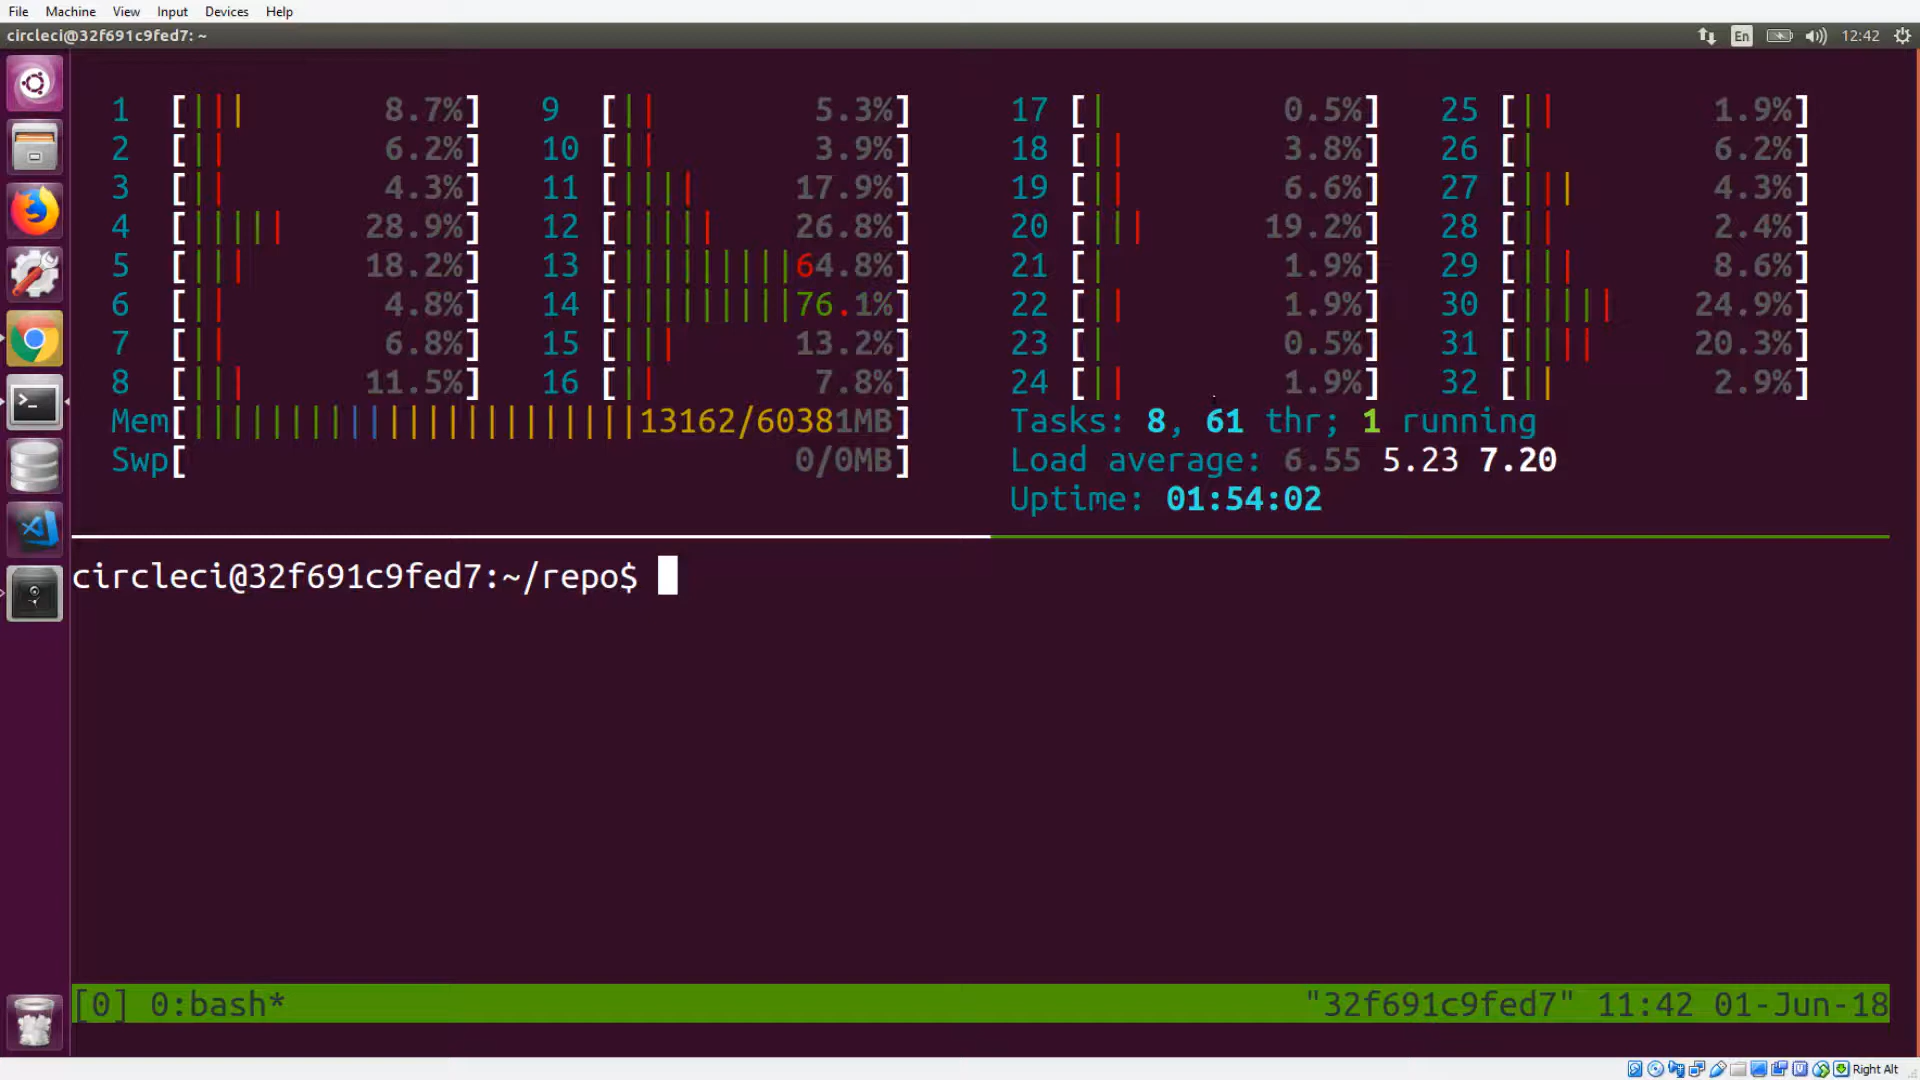 File Machine View Input Devices Help
circleci@32f691c9fed7: ~ En 12:42
1 [||| 8.7%] 9 [|| 5.3%] 17 [| 0.5%] 25 [|| 1.9%]
2 [|| 6.2%] 10 [|| 3.9%] 18 [|| 3.8%] 26 [| 6.2%]
3 [|| 4.3%] 11 [|||| 17.9%] 19 [|| 6.6%] 27 [||| 4.3%]
4 [||||| 28.9%] 12 [||||| 26.8%] 20 [||| 19.2%] 28 [|| 2.4%]
5 [||| 18.2%] 13 [|||||||||64.8%] 21 [| 1.9%] 29 [||| 8.6%]
6 [|| 4.8%] 14 [|||||||||76.1%] 22 [|| 1.9%] 30 [||||| 24.9%]
7 [|| 6.8%] 15 [||| 13.2%] 23 [| 0.5%] 31 [|||| 20.3%]
8 [||| 11.5%] 16 [|| 7.8%] 24 [|| 1.9%] 32 [|| 2.9%]
Mem[|||||||||||||||||||||||13162/60381MB] Tasks: 8, 61 thr; 1 running
Swp[ 0/0MB] Load average: 6.55 5.23 7.20
Uptime: 01:54:02
circleci@32f691c9fed7:~/repo$
[0] 0:bash* "32f691c9fed7" 11:42 01-Jun-18
Right Alt